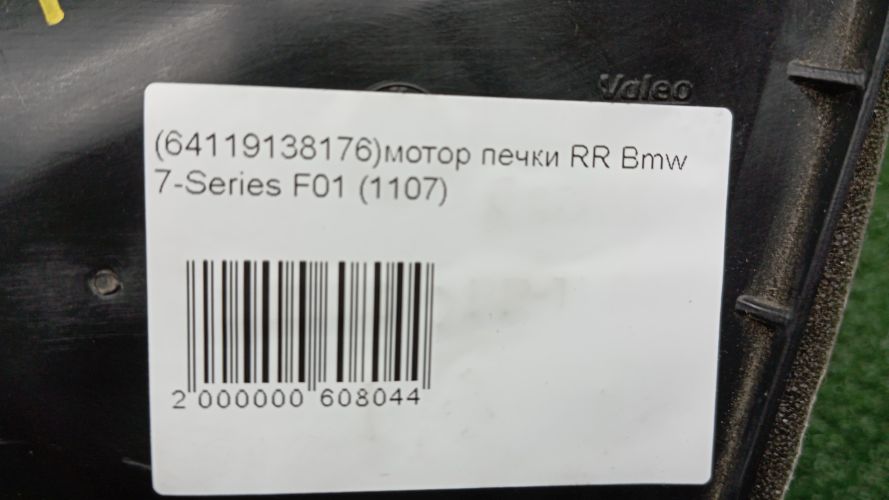 Valeo
(64119138176)мотор печки RR Bmw
7-Series F01 (1107)
2 000000 608044